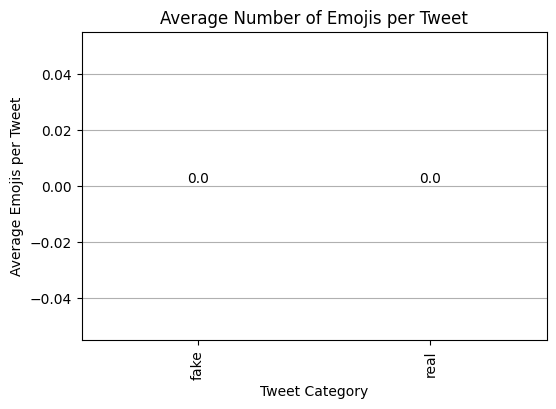 Average Number of Emojis per Tweet
Average Emojis per Tweet
0.04
0.02
0.00
−0.02
−0.04
0.0
0.0
fake
real
Tweet Category